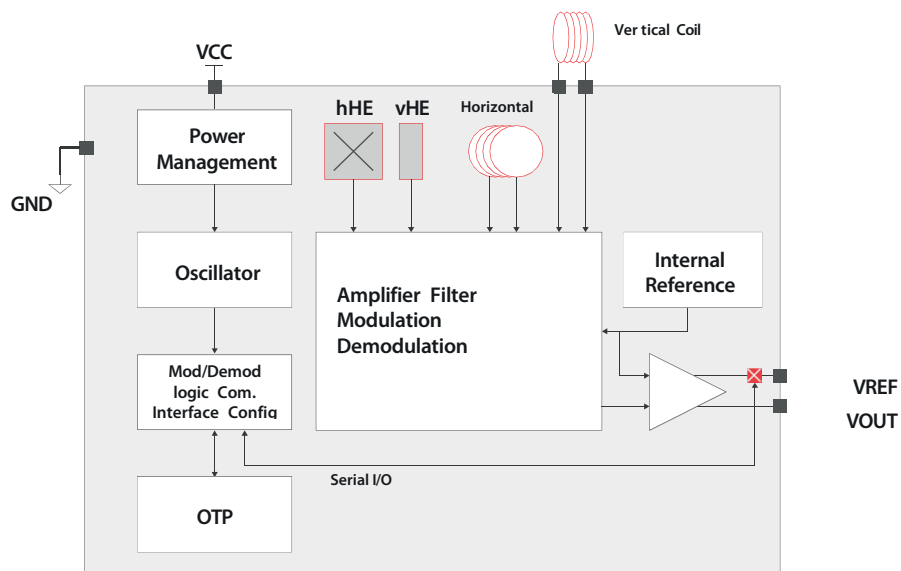 Ver tical Coil
VCC
hHE
vHE
Horizontal
Power
Management
GND
Oscillator
Internal
Reference
Amplifier Filter
Modulation
Demodulation
Mod/Demod
logic Com.
Interface Config
VREF
VOUT
Serial I/O
OTP